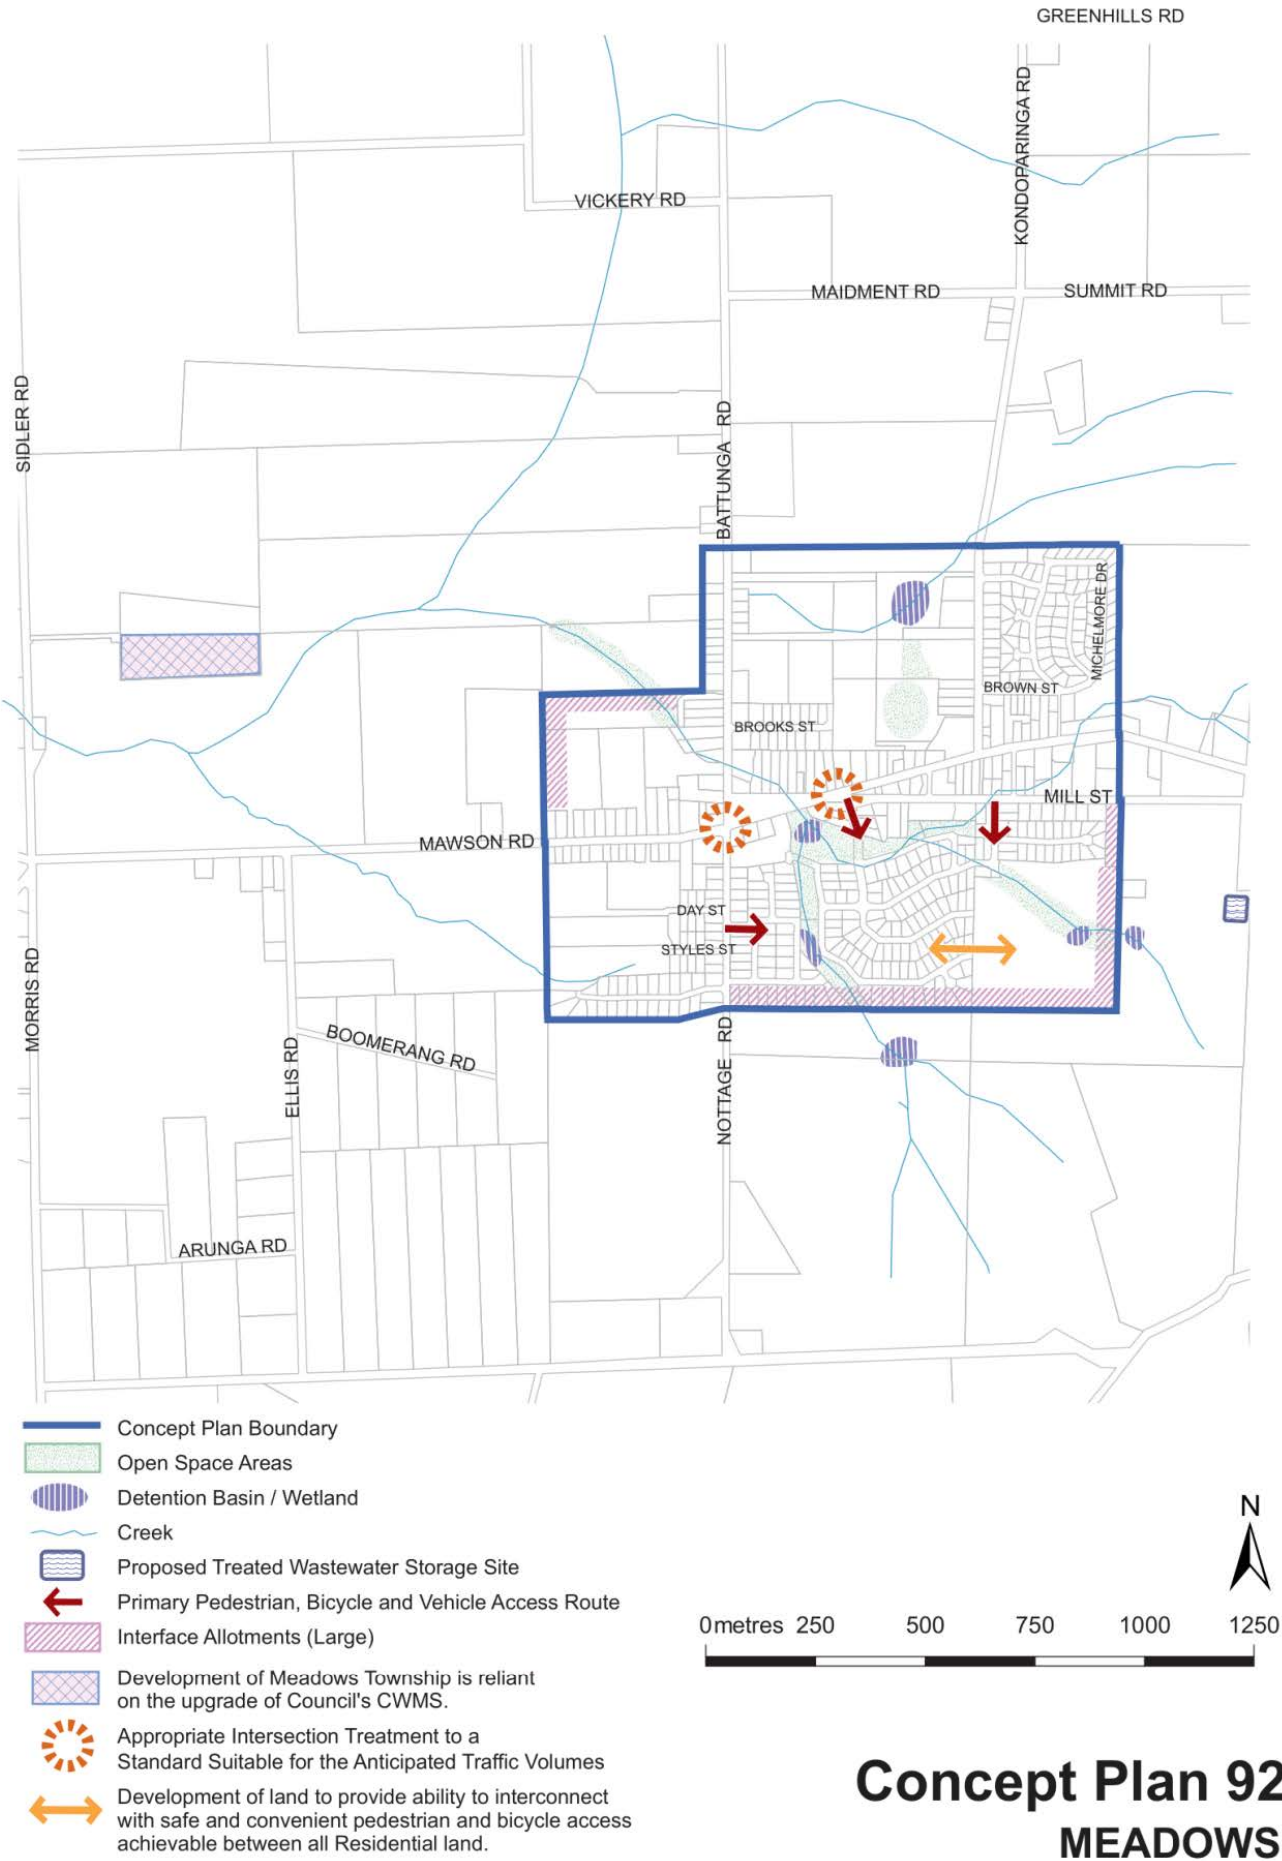 GREENHILLS RD
KONDOPARINGA RD
VICKERY RD
MAIDMENT RD
SUMMIT RD
SIDLER RD
BATTUNGA RD
MICHELMORE DR
BROWN ST
BROOKS ST
MILL ST
MAWSON RD
DAY ST
STYLES ST
MORRIS RD
BOOMERANG RD
ELLIS RD
NOTTAGE RD
ARUNGA RD
Concept Plan Boundary
Open Space Areas
Detention Basin / Wetland
Creek
Proposed Treated Wastewater Storage Site
Primary Pedestrian, Bicycle and Vehicle Access Route
Interface Allotments (Large)
Development of Meadows Township is reliant
on the upgrade of Council's CWMS.
Appropriate Intersection Treatment to a
Standard Suitable for the Anticipated Traffic Volumes
Development of land to provide ability to interconnect
with safe and convenient pedestrian and bicycle access
achievable between all Residential land.
N
0 metres 250 500 750 1000 1250
Concept Plan 92
MEADOWS